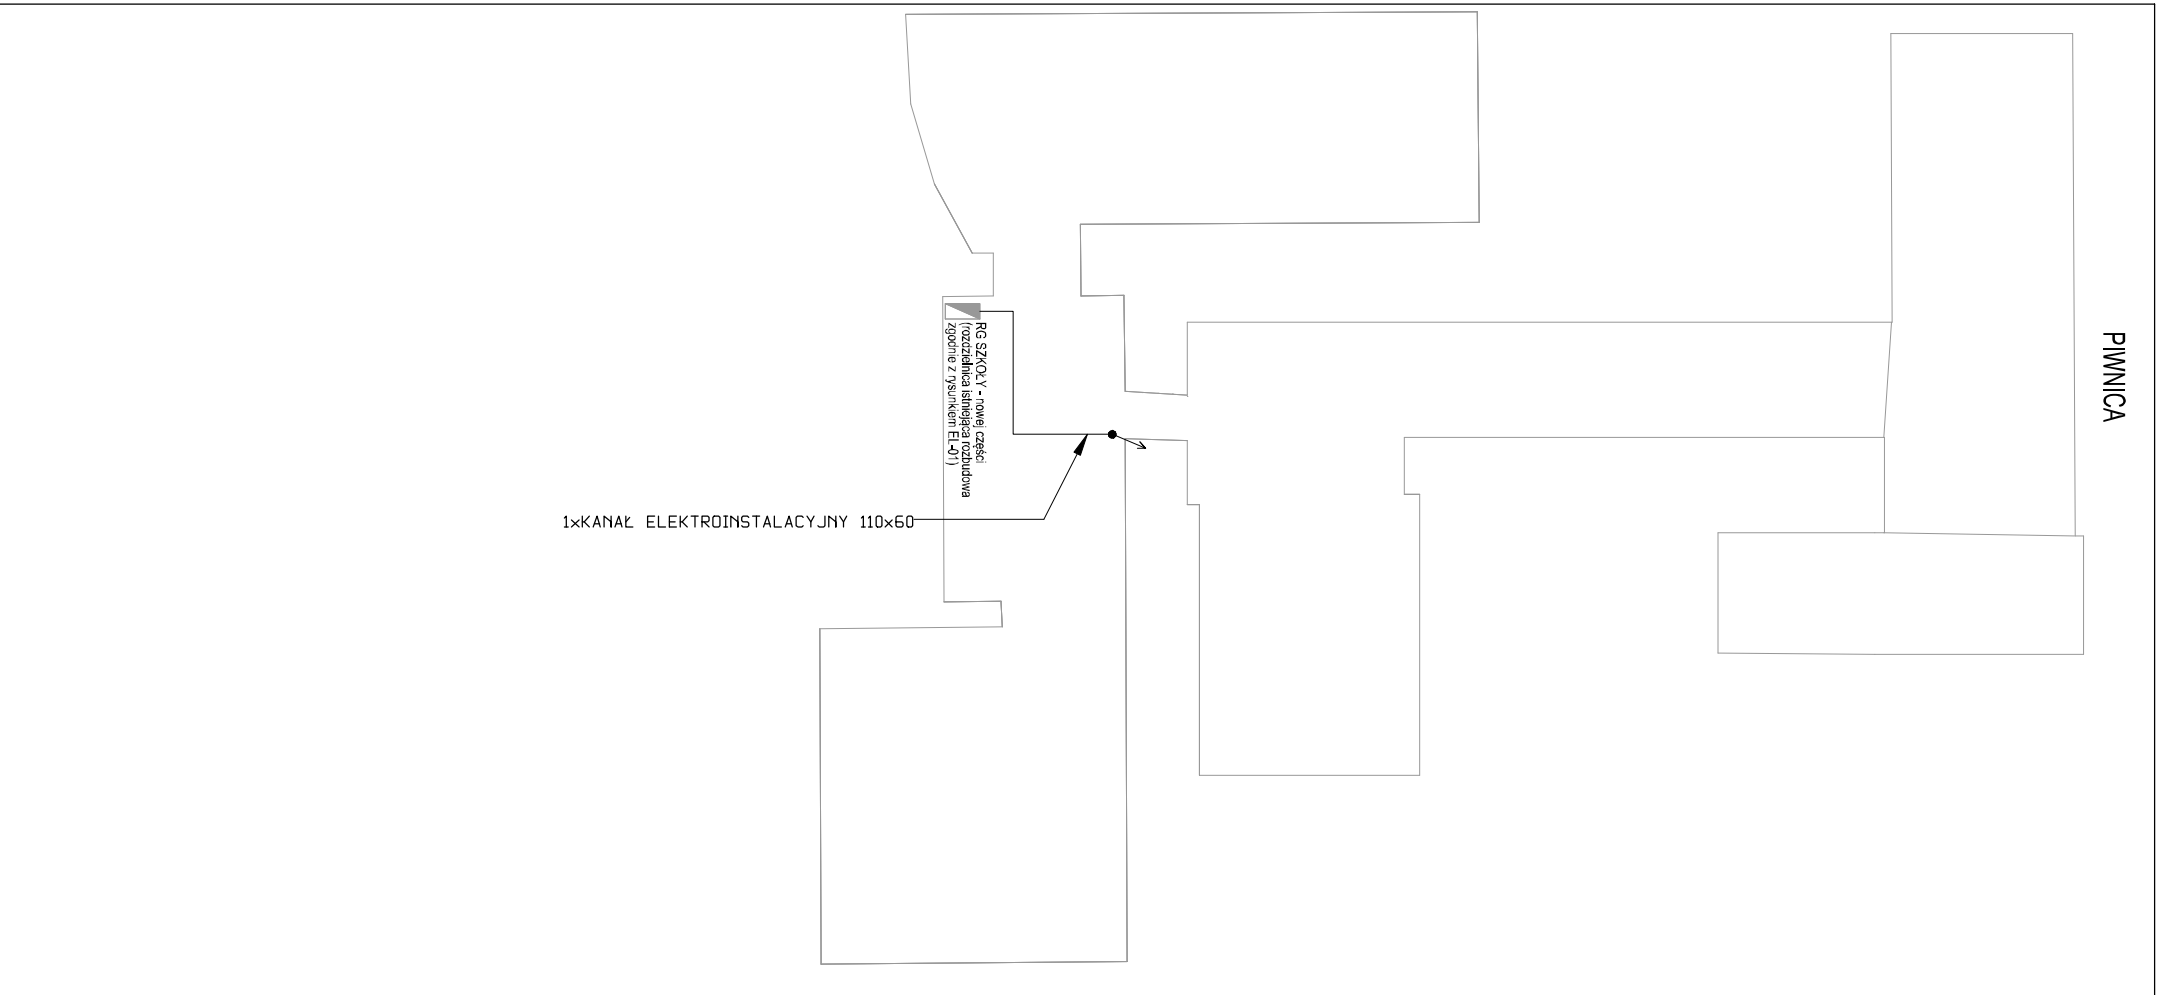 PIWNICA
RG SZKOŁY - nowej części
(rozdzielnica istniejąca rozbudowa
zgodnie z rysunkiem EL-01)
1xKANAŁ ELEKTROINSTALACYJNY 110x60